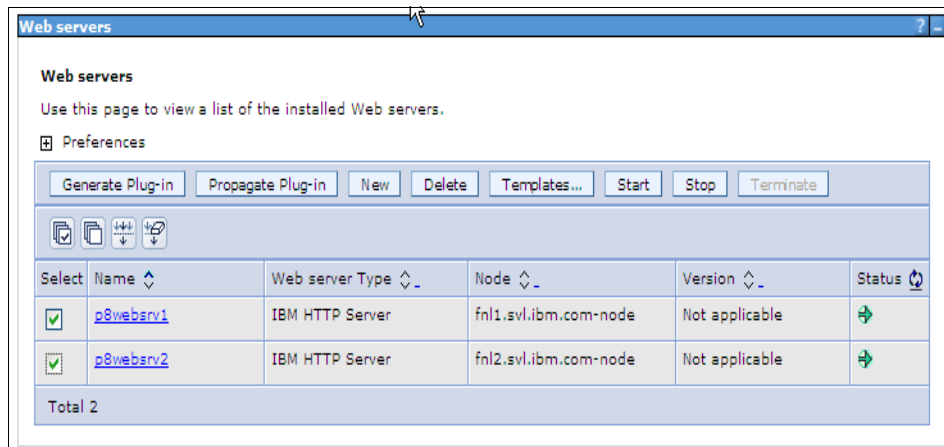 Web servers ? -
Web servers
Use this page to view a list of the installed Web servers.
+ Preferences
Generate Plug-in Propagate Plug-in New Delete Templates... Start Stop Terminate
Select Name Web server Type Node Version Status
p8websrv1 IBM HTTP Server fnl1.svl.ibm.com-node Not applicable
p8websrv2 IBM HTTP Server fnl2.svl.ibm.com-node Not applicable
Total 2